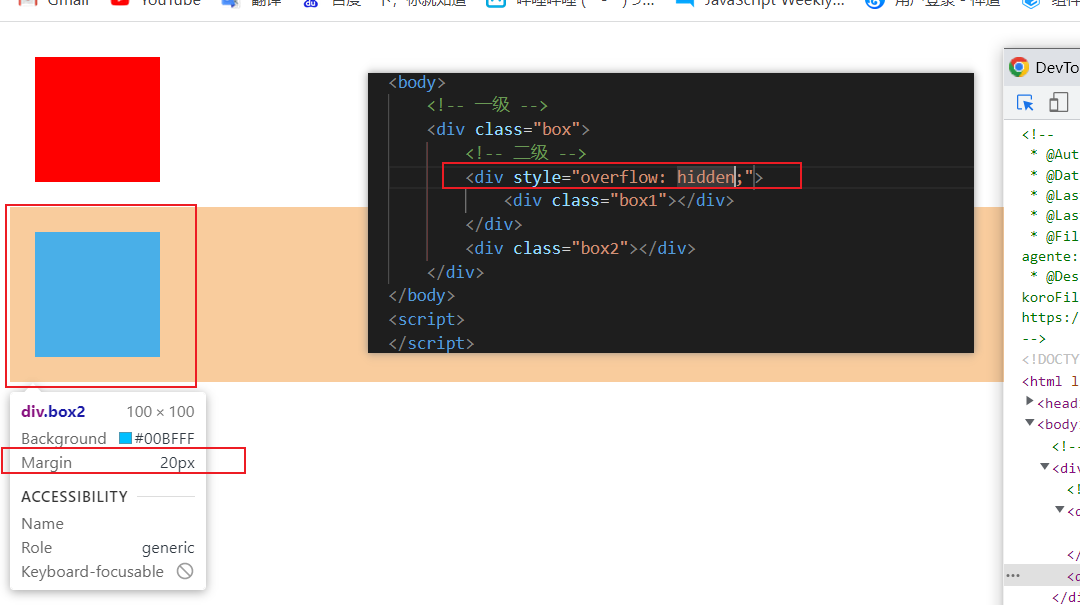 Gmail YouTube 翻译 百度一下，你就知道 哔哩哔哩 JavaScript Weekly... 用户登录 - 禅道 组件
<body>
<!-- 一级 -->
<div class="box">
<!-- 二级 -->
<div style="overflow: hidden;">
<div class="box1"></div>
</div>
<div class="box2"></div>
</div>
</body>
<script>
</script>
div.box2 100 × 100
Background #00BFFF
Margin 20px
ACCESSIBILITY
Name
Role generic
Keyboard-focusable
DevTo
<!--
* @Aut
* @Dat
* @Las
* @Las
* @Fil
agente:
* @Des
koroFil
https:/
-->
<!DOCTY
<html l
<head
<body
<!-
<div
<!
<d
</
<d
</di